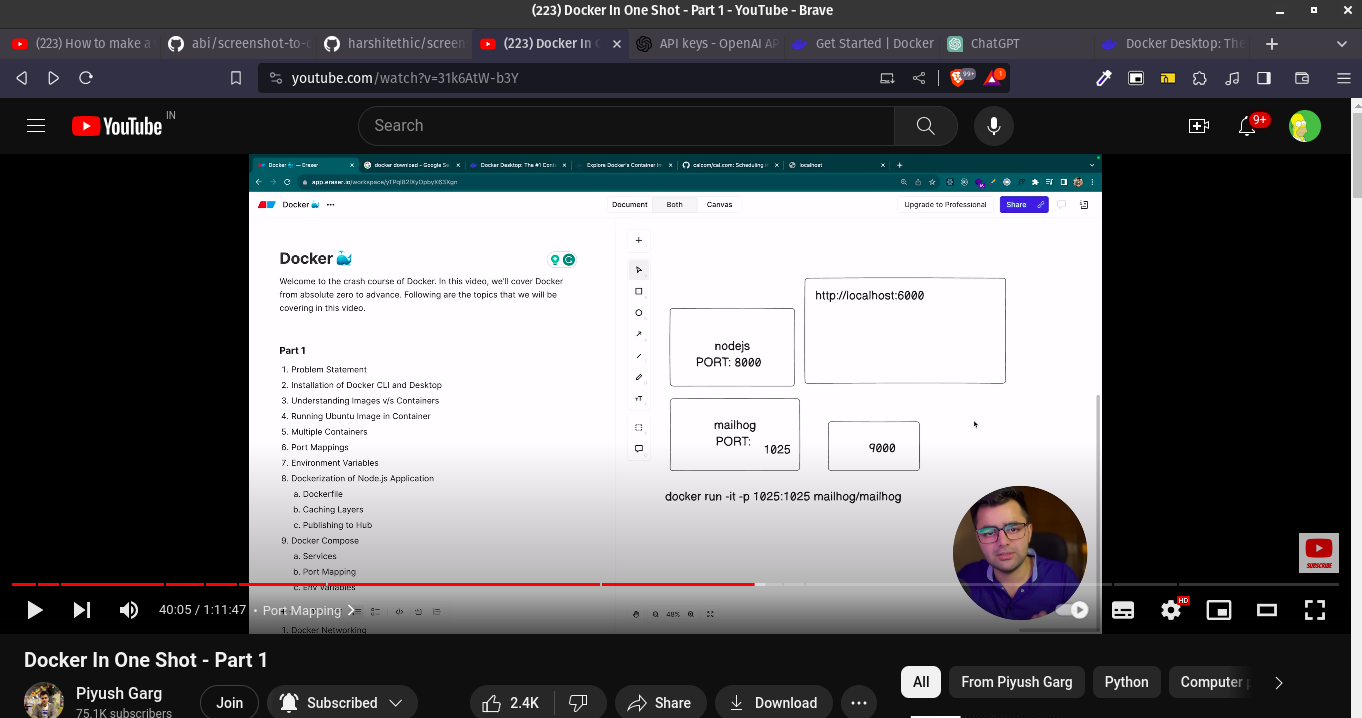 (223) Docker In One Shot - Part 1 - YouTube - Brave
(223) How to make a
abi/screenshot-to-c
harshitethic/screen
(223) Docker In O
API keys - OpenAI AP
Get Started | Docker
ChatGPT
Docker Desktop: The
youtube.com/watch?v=31k6AtW-b3Y
99+
1
YouTube IN
Search
9+
Docker — Eraser
docker download - Google Se
Docker Desktop: The #1 Cont
Explore Docker's Container Im
calcom/cal.com: Scheduling i
localhost
Docker
Document
Both
Canvas
Upgrade to Professional
Share
Docker
Welcome to the crash course of Docker. In this video, we'll cover Docker
from absolute zero to advance. Following are the topics that we will be
covering in this video.
Part 1
1. Problem Statement
2. Installation of Docker CLI and Desktop
3. Understanding Images v/s Containers
4. Running Ubuntu Image in Container
5. Multiple Containers
6. Port Mappings
7. Environment Variables
8. Dockerization of Node.js Application
a. Dockerfile
b. Caching Layers
c. Publishing to Hub
9. Docker Compose
a. Services
b. Port Mapping
c. Env Variables
1. Docker Networking
http://localhost:6000
nodejs
PORT: 8000
mailhog
PORT:
1025
9000
docker run -it -p 1025:1025 mailhog/mailhog
48%
SUBSCRIBE
40:05 / 1:11:47 • Port Mapping
HD
Docker In One Shot - Part 1
Piyush Garg
75.1K subscribers
Join
Subscribed
2.4K
Share
Download
All
From Piyush Garg
Python
Computer